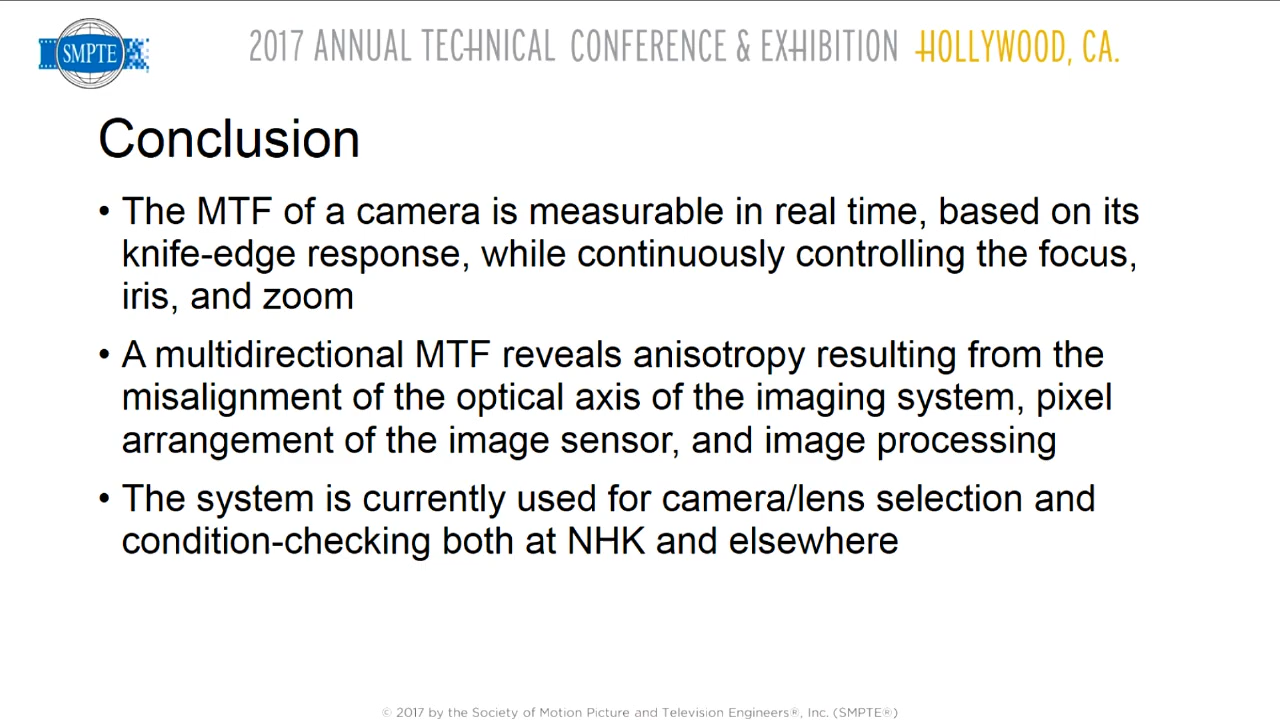 SMPTE
2017 ANNUAL TECHNICAL CONFERENCE & EXHIBITION HOLLYWOOD, CA.
Conclusion
• The MTF of a camera is measurable in real time, based on its
knife-edge response, while continuously controlling the focus,
iris, and zoom
• A multidirectional MTF reveals anisotropy resulting from the
misalignment of the optical axis of the imaging system, pixel
arrangement of the image sensor, and image processing
• The system is currently used for camera/lens selection and
condition-checking both at NHK and elsewhere
© 2017 by the Society of Motion Picture and Television Engineers®, Inc. (SMPTE®)